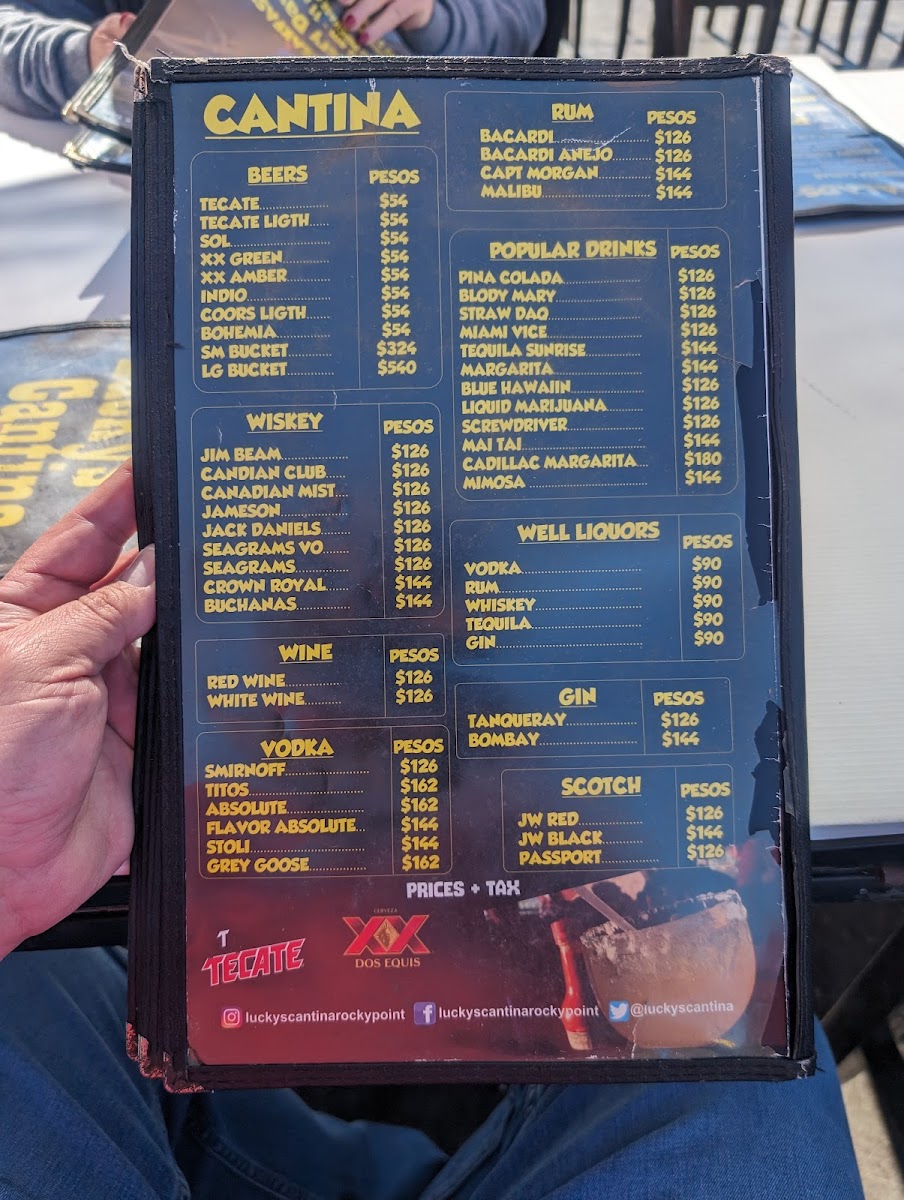 CANTINA
BEERS PESOS
TECATE $54
TECATE LIGTH $54
SOL $54
XX GREEN $54
XX AMBER $54
INDIO $54
COORS LIGTH $54
BOHEMIA $54
SM BUCKET $324
LG BUCKET $540
WISKEY PESOS
JIM BEAM $126
CANDIAN CLUB $126
CANADIAN MIST $126
JAMESON $126
JACK DANIELS $126
SEAGRAMS VO $126
SEAGRAMS $126
CROWN ROYAL $144
BUCHANAS $144
WINE PESOS
RED WINE $126
WHITE WINE $126
VODKA PESOS
SMIRNOFF $126
TITOS $162
ABSOLUTE $162
FLAVOR ABSOLUTE $144
STOLI $144
GREY GOOSE $162
RUM PESOS
BACARDI $126
BACARDI ANEJO $126
CAPT MORGAN $144
MALIBU $144
POPULAR DRINKS PESOS
PINA COLADA $126
BLODY MARY $126
STRAW DAQ $126
MIAMI VICE $126
TEQUILA SUNRISE $144
MARGARITA $144
BLUE HAWAIIN $126
LIQUID MARIJUANA $126
SCREWDRIVER $126
MAI TAI $144
CADILLAC MARGARITA $180
MIMOSA $144
WELL LIQUORS PESOS
VODKA $90
RUM $90
WHISKEY $90
TEQUILA $90
GIN $90
GIN PESOS
TANQUERAY $126
BOMBAY $144
SCOTCH PESOS
JW RED $126
JW BLACK $144
PASSPORT $126
PRICES + TAX
T
TECATE
CERVEZA
XX
DOS EQUIS
luckyscantinarockypoint luckyscantinarockypoint @luckyscantina